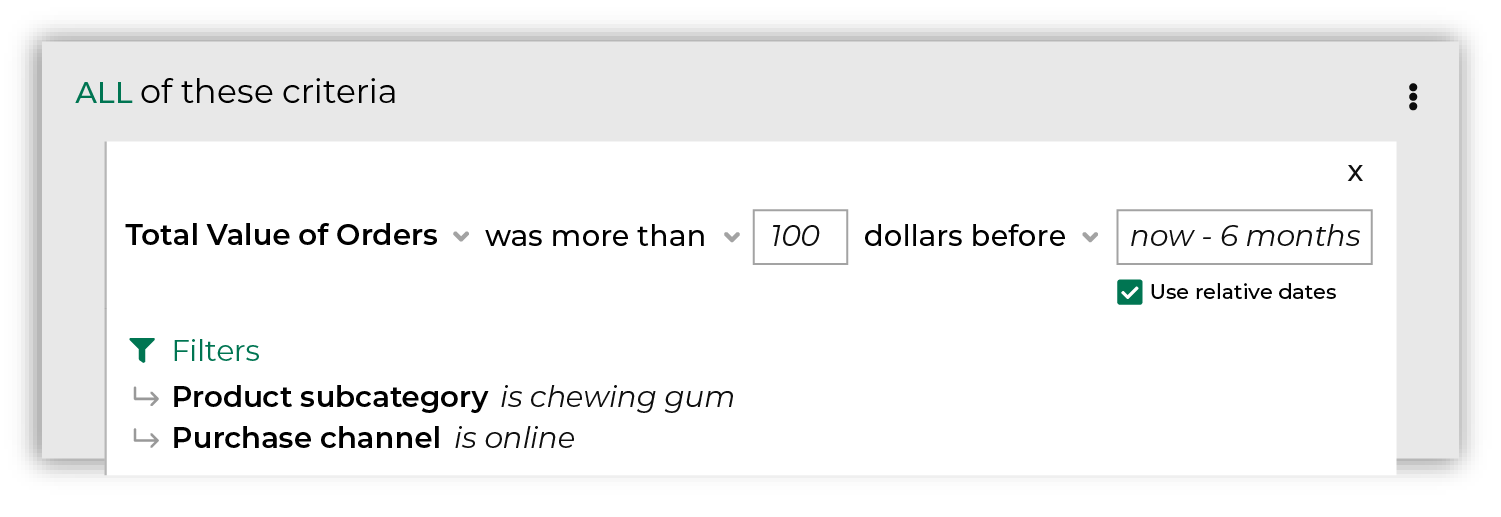 ALL of these criteria
x
Total Value of Orders was more than 100 dollars before now - 6 months
Use relative dates
Filters
Product subcategory is chewing gum
Purchase channel is online